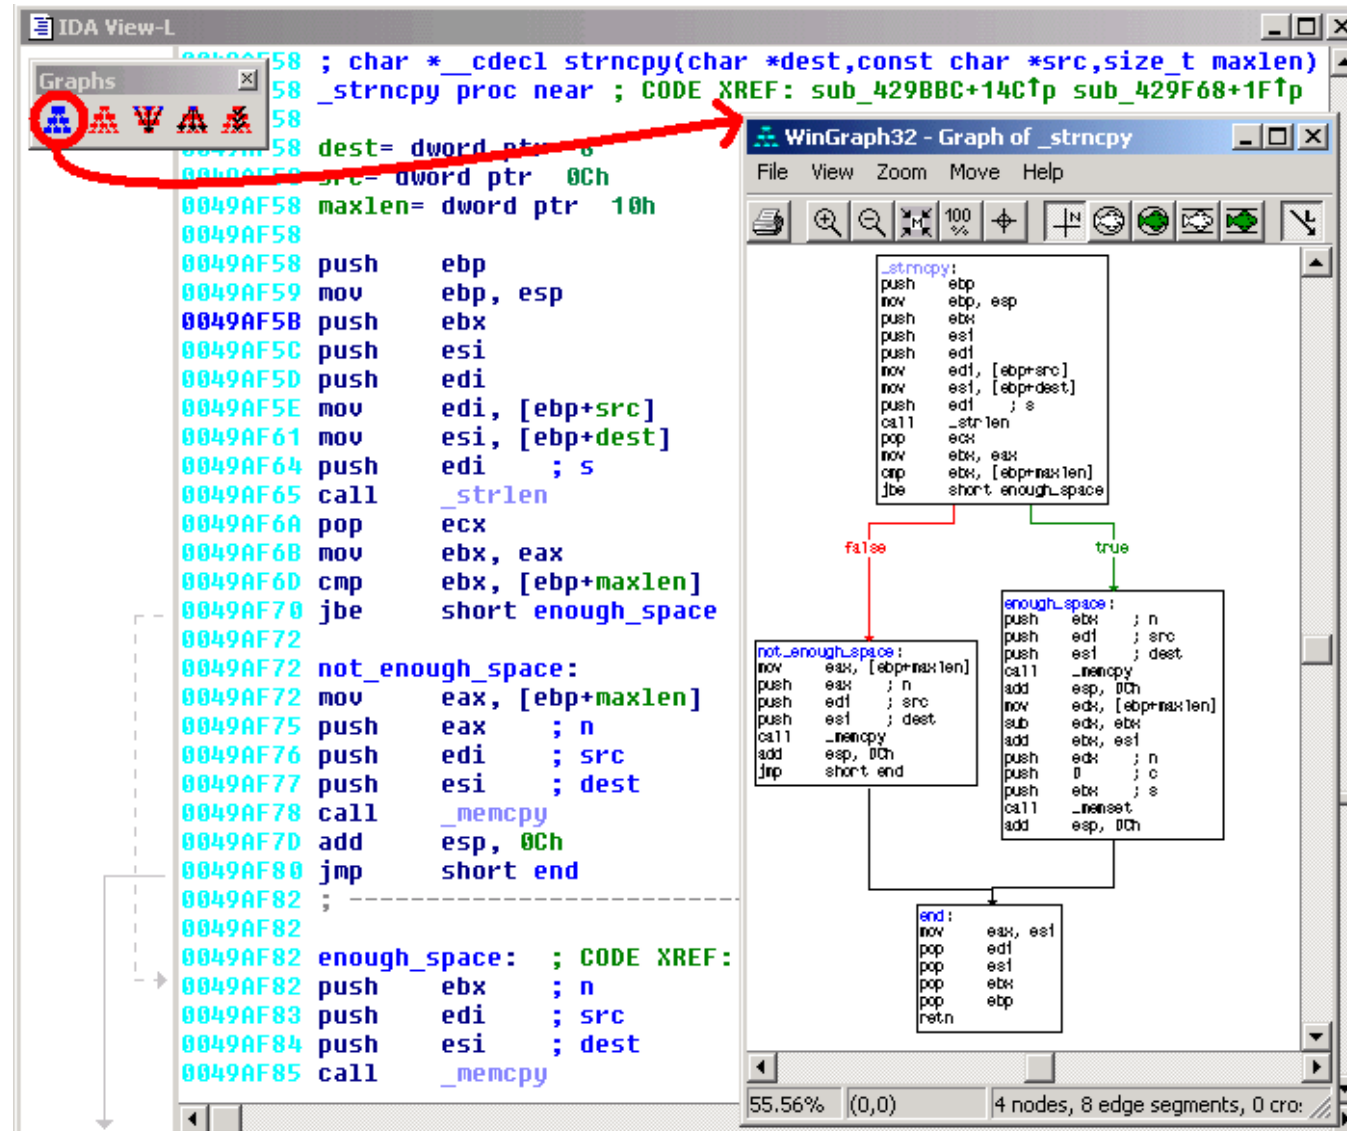 IDA View-L
58 ; char *__cdecl strncpy(char *dest,const char *src,size_t maxlen)
Graphs
58 _strncpy proc near ; CODE XREF: sub_429BBC+14C↑p sub_429F68+1F↑p
58
58 dest= dword ptr
src= dword ptr 0Ch
0049AF58 maxlen= dword ptr 10h
0049AF58
0049AF58 push ebp
0049AF59 mov ebp, esp
0049AF5B push ebx
0049AF5C push esi
0049AF5D push edi
0049AF5E mov edi, [ebp+src]
0049AF61 mov esi, [ebp+dest]
0049AF64 push edi ; s
0049AF65 call _strlen
0049AF6A pop ecx
0049AF6B mov ebx, eax
0049AF6D cmp ebx, [ebp+maxlen]
0049AF70 jbe short enough_space
0049AF72
0049AF72 not_enough_space:
0049AF72 mov eax, [ebp+maxlen]
0049AF75 push eax ; n
0049AF76 push edi ; src
0049AF77 push esi ; dest
0049AF78 call _memcpy
0049AF7D add esp, 0Ch
0049AF80 jmp short end
0049AF82 ; --------------------------
0049AF82
0049AF82 enough_space: ; CODE XREF:
0049AF82 push ebx ; n
0049AF83 push edi ; src
0049AF84 push esi ; dest
0049AF85 call _memcpy
WinGraph32 - Graph of _strncpy
File View Zoom Move Help
M 100 % N
_strncpy:
push ebp
mov ebp, esp
push ebx
push esi
push edi
mov edi, [ebp+src]
mov esi, [ebp+dest]
push edi ; s
call _strlen
pop ecx
mov ebx, eax
cmp ebx, [ebp+maxlen]
jbe short enough_space
false
true
not_enough_space:
mov eax, [ebp+maxlen]
push eax ; n
push edi ; src
push esi ; dest
call _memcpy
add esp, 0Ch
jmp short end
enough_space:
push ebx ; n
push edi ; src
push esi ; dest
call _memcpy
add esp, 0Ch
mov edx, [ebp+maxlen]
sub edx, ebx
add ebx, esi
push edx ; n
push 0 ; c
push ebx ; s
call _memset
add esp, 0Ch
end:
mov eax, esi
pop edi
pop esi
pop ebx
pop ebp
retn
55.56% (0,0) 4 nodes, 8 edge segments, 0 cro: